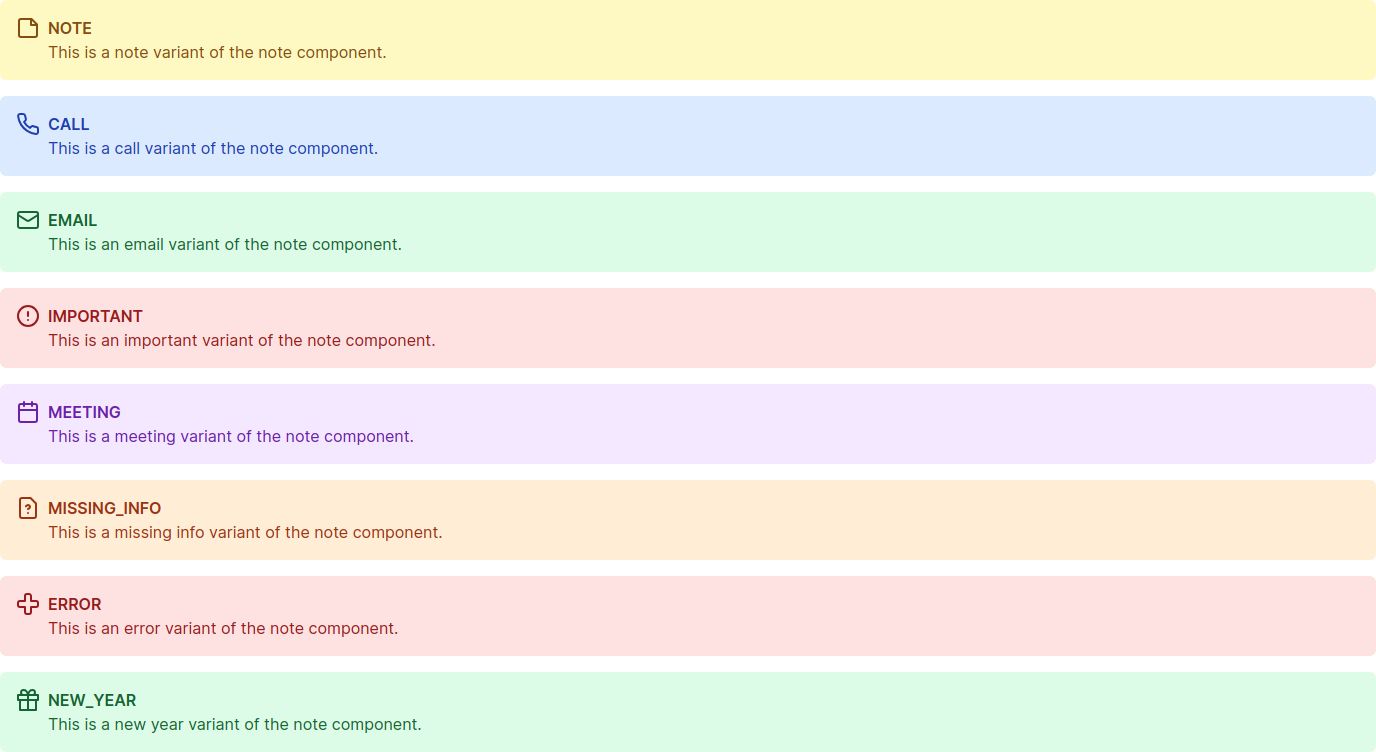 NOTE
This is a note variant of the note component.
CALL
This is a call variant of the note component.
EMAIL
This is an email variant of the note component.
IMPORTANT
This is an important variant of the note component.
MEETING
This is a meeting variant of the note component.
MISSING_INFO
This is a missing info variant of the note component.
ERROR
This is an error variant of the note component.
NEW_YEAR
This is a new year variant of the note component.